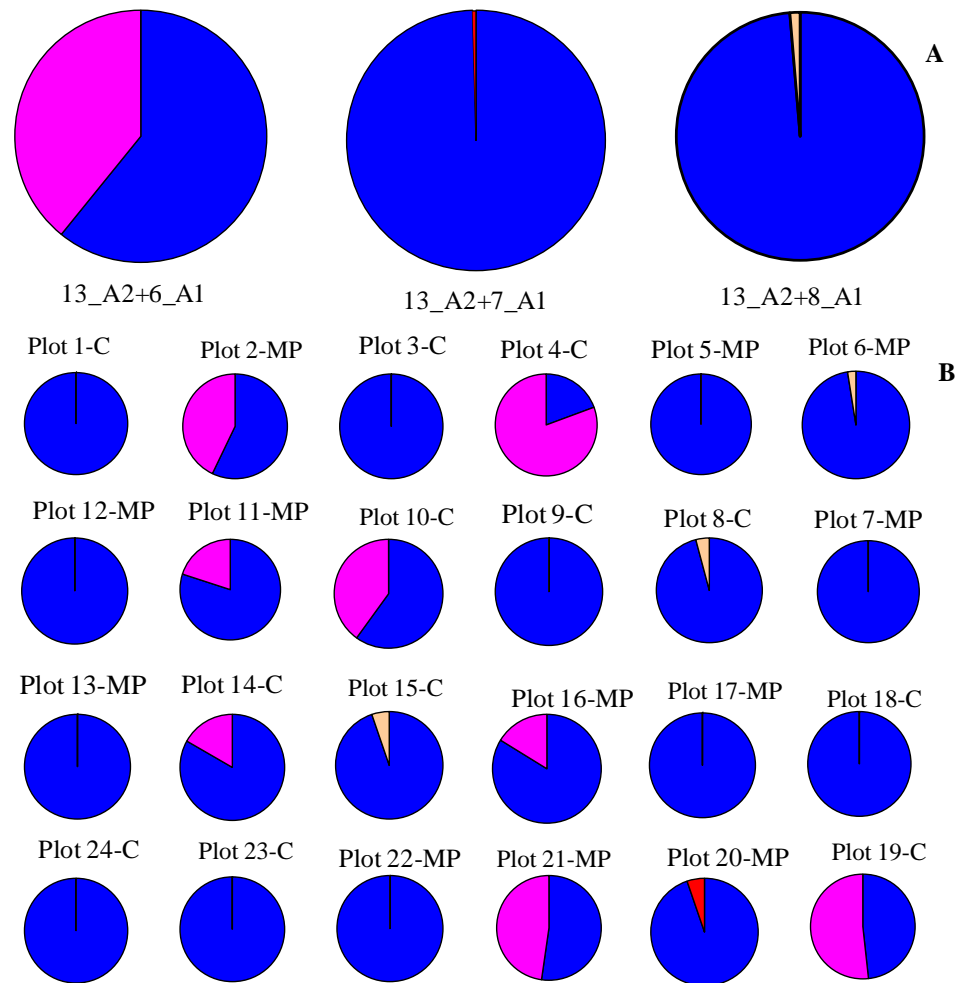 A
13_A2+6_A1
13_A2+7_A1
13_A2+8_A1
Plot 1-C
Plot 2-MP
Plot 3-C
Plot 4-C
Plot 5-MP
Plot 6-MP
B
Plot 12-MP
Plot 11-MP
Plot 10-C
Plot 9-C
Plot 8-C
Plot 7-MP
Plot 13-MP
Plot 14-C
Plot 15-C
Plot 16-MP
Plot 17-MP
Plot 18-C
Plot 24-C
Plot 23-C
Plot 22-MP
Plot 21-MP
Plot 20-MP
Plot 19-C